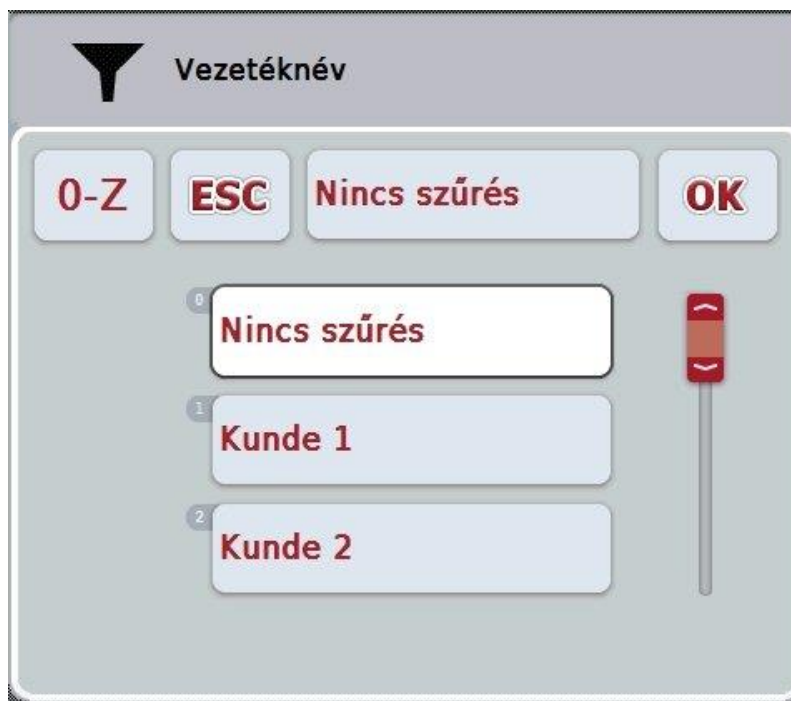 Vezetéknév
0-Z ESC Nincs szűrés OK
0
Nincs szűrés
1
Kunde 1
2
Kunde 2